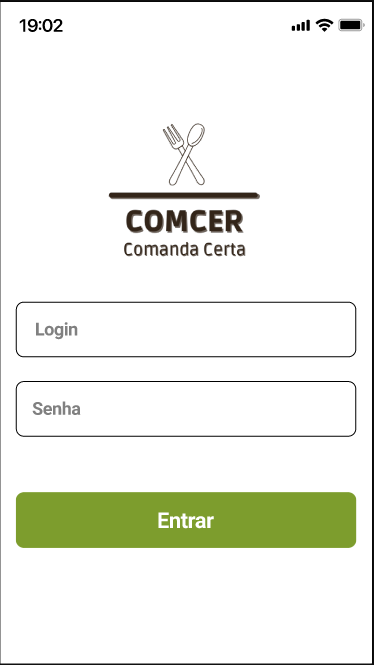 19:02
COMCER
Comanda Certa
Login
Senha
Entrar